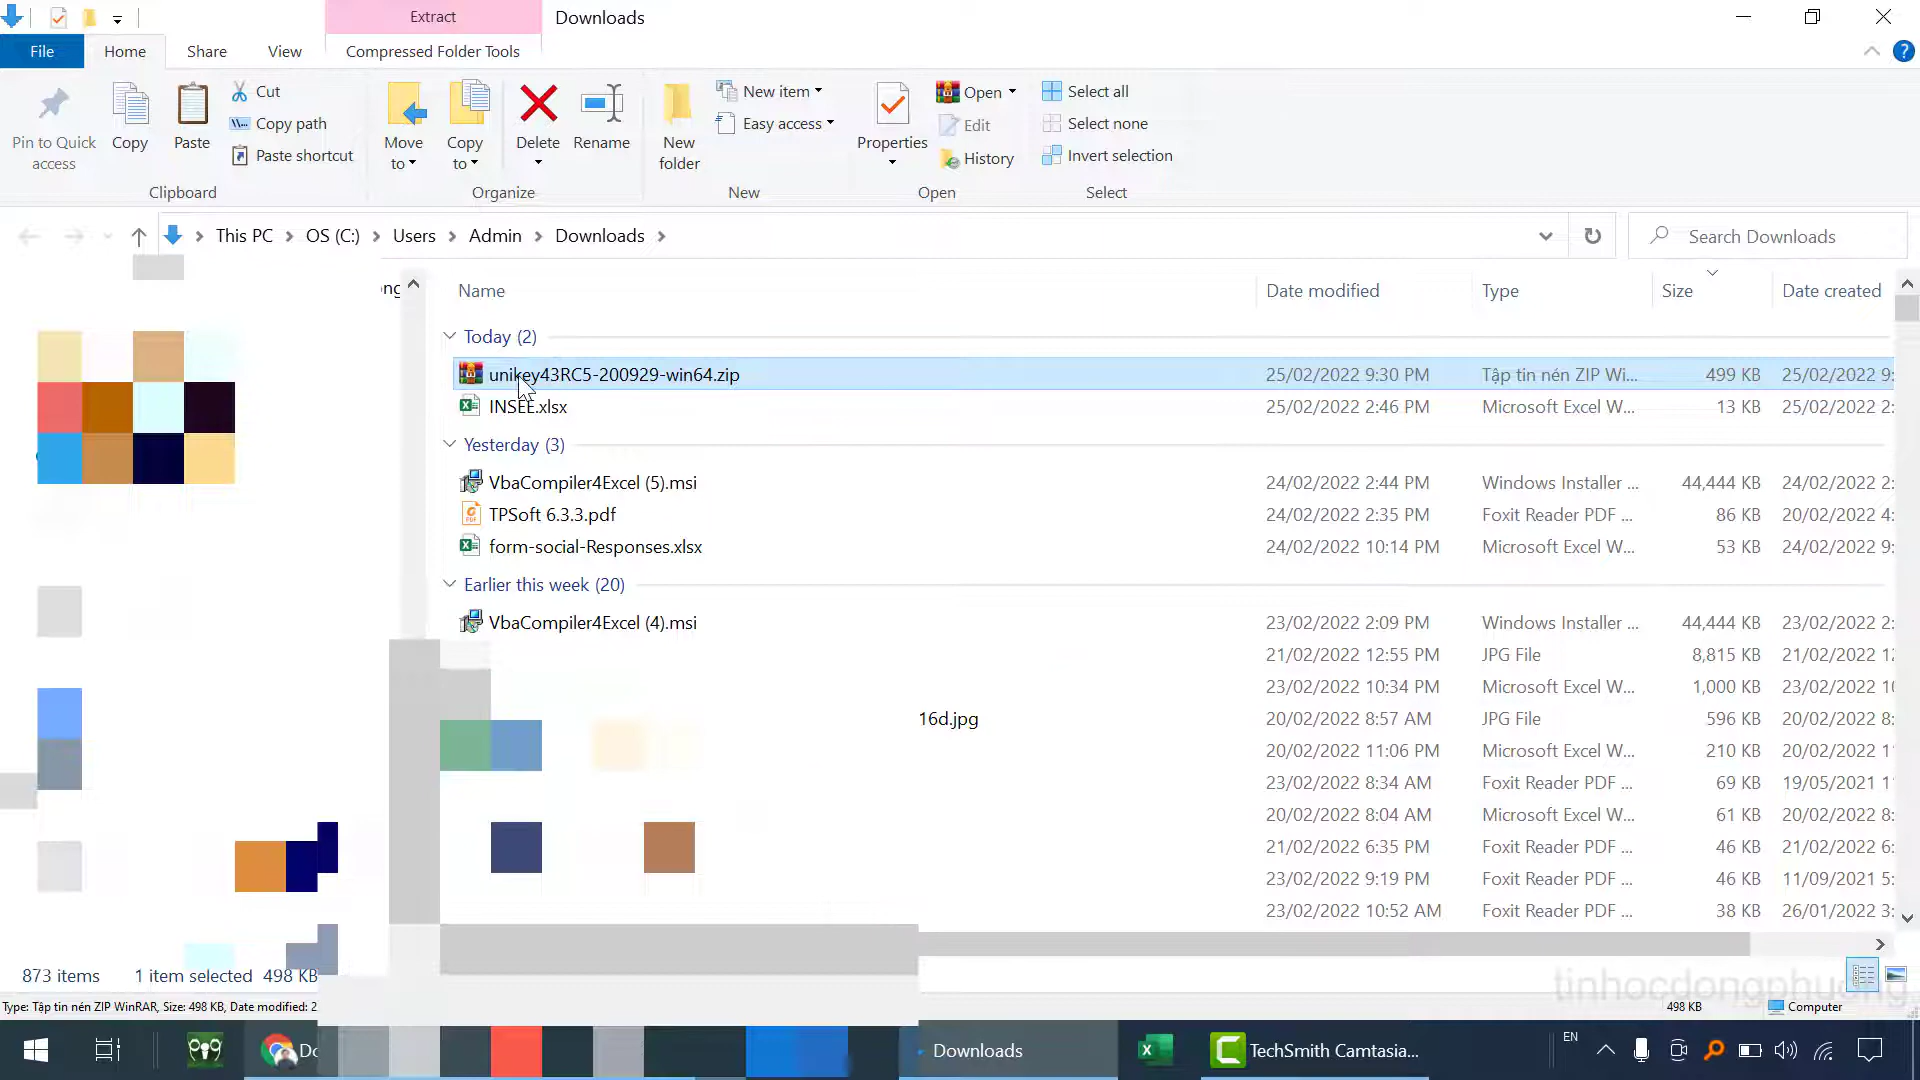 Extract
Downloads
File
Home
Share
View
Compressed Folder Tools
Pin to Quick access
Copy
Paste
Cut
Copy path
Paste shortcut
Clipboard
Move to
Copy to
Delete
Rename
Organize
New folder
New item
Easy access
New
Properties
Open
Edit
History
Open
Select all
Select none
Invert selection
Select
This PC
OS (C:)
Users
Admin
Downloads
Search Downloads
ong
Name Date modified Type Size Date created
Today (2)
unikey43RC5-200929-win64.zip 25/02/2022 9:30 PM Tập tin nén ZIP Wi... 499 KB 25/02/2022 9:
INSEE.xlsx 25/02/2022 2:46 PM Microsoft Excel W... 13 KB 25/02/2022 2:
Yesterday (3)
VbaCompiler4Excel (5).msi 24/02/2022 2:44 PM Windows Installer ... 44,444 KB 24/02/2022 2:
TPSoft 6.3.3.pdf 24/02/2022 2:35 PM Foxit Reader PDF ... 86 KB 20/02/2022 4:
form-social-Responses.xlsx 24/02/2022 10:14 PM Microsoft Excel W... 53 KB 24/02/2022 9:
Earlier this week (20)
VbaCompiler4Excel (4).msi 23/02/2022 2:09 PM Windows Installer ... 44,444 KB 23/02/2022 2:
21/02/2022 12:55 PM JPG File 8,815 KB 21/02/2022 12
23/02/2022 10:34 PM Microsoft Excel W... 1,000 KB 23/02/2022 10
16d.jpg 20/02/2022 8:57 AM JPG File 596 KB 20/02/2022 8:
20/02/2022 11:06 PM Microsoft Excel W... 210 KB 20/02/2022 11
23/02/2022 8:34 AM Foxit Reader PDF ... 69 KB 19/05/2021 1
20/02/2022 8:04 AM Microsoft Excel W... 61 KB 20/02/2022 8:
21/02/2022 6:35 PM Foxit Reader PDF ... 46 KB 21/02/2022 6:
23/02/2022 9:19 PM Foxit Reader PDF ... 46 KB 11/09/2021 5:
23/02/2022 10:52 AM Foxit Reader PDF ... 38 KB 26/01/2022 3:
873 items 1 item selected 498 KB
tinhocdongphuong
Type: Tập tin nén ZIP WinRAR, Size: 498 KB, Date modified: 2
498 KB
Computer
Do
Downloads
TechSmith Camtasia...
EN